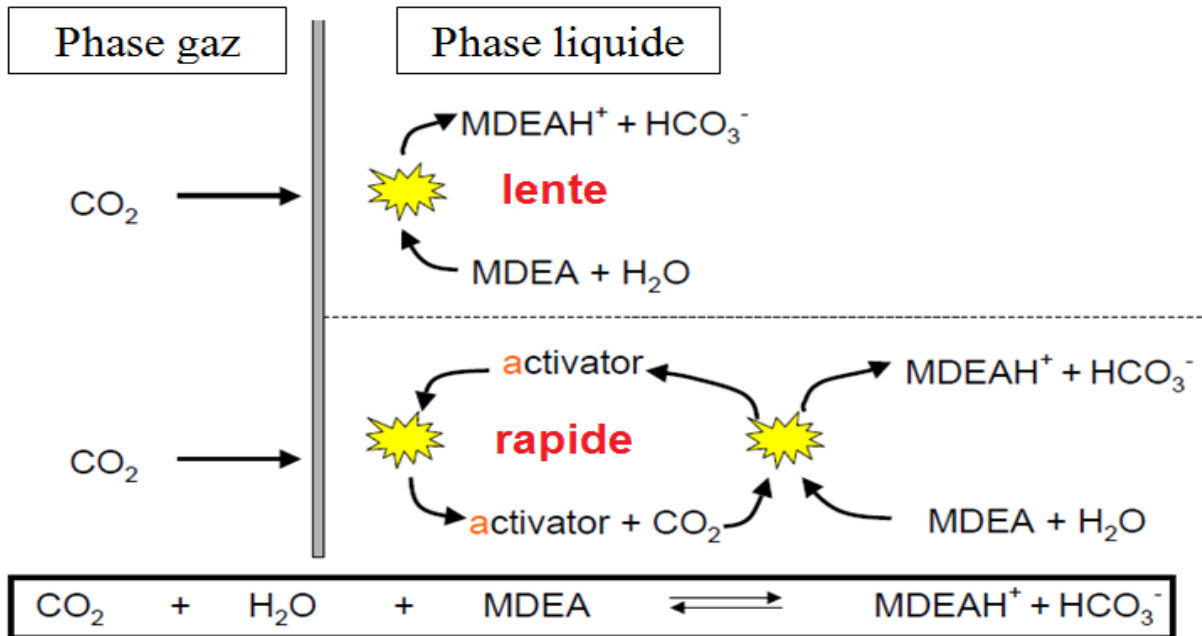 Phase gaz
Phase liquide
MDEAH⁺ + HCO₃⁻
CO₂
lente
MDEA + H₂O
activator
MDEAH⁺ + HCO₃⁻
CO₂
rapide
activator + CO₂
MDEA + H₂O
CO₂ + H₂O + MDEA ⇌ MDEAH⁺ + HCO₃⁻